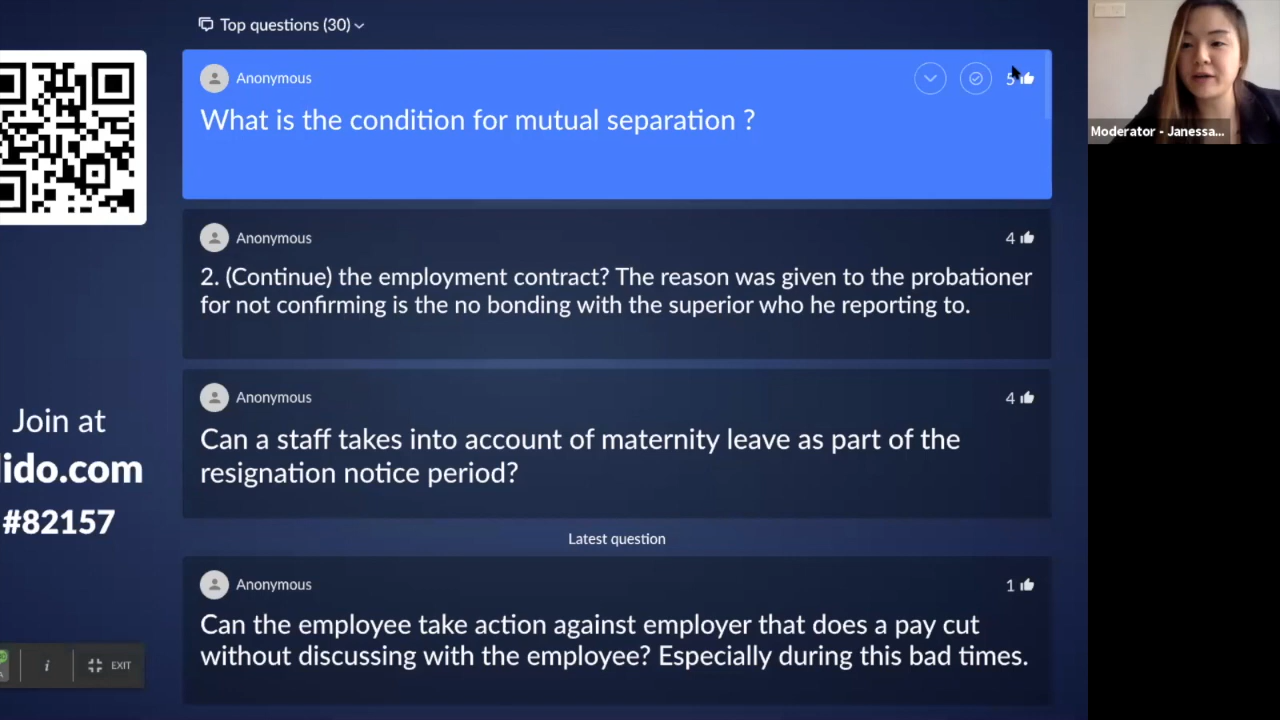 Top questions (30)
Anonymous
5
What is the condition for mutual separation ?
Anonymous
4
2. (Continue) the employment contract? The reason was given to the probationer
for not confirming is the no bonding with the superior who he reporting to.
Anonymous
4
Can a staff takes into account of maternity leave as part of the
resignation notice period?
Latest question
Anonymous
1
Can the employee take action against employer that does a pay cut
without discussing with the employee? Especially during this bad times.
Join at
lido.com
#82157
i
EXIT
Moderator - Janessa...